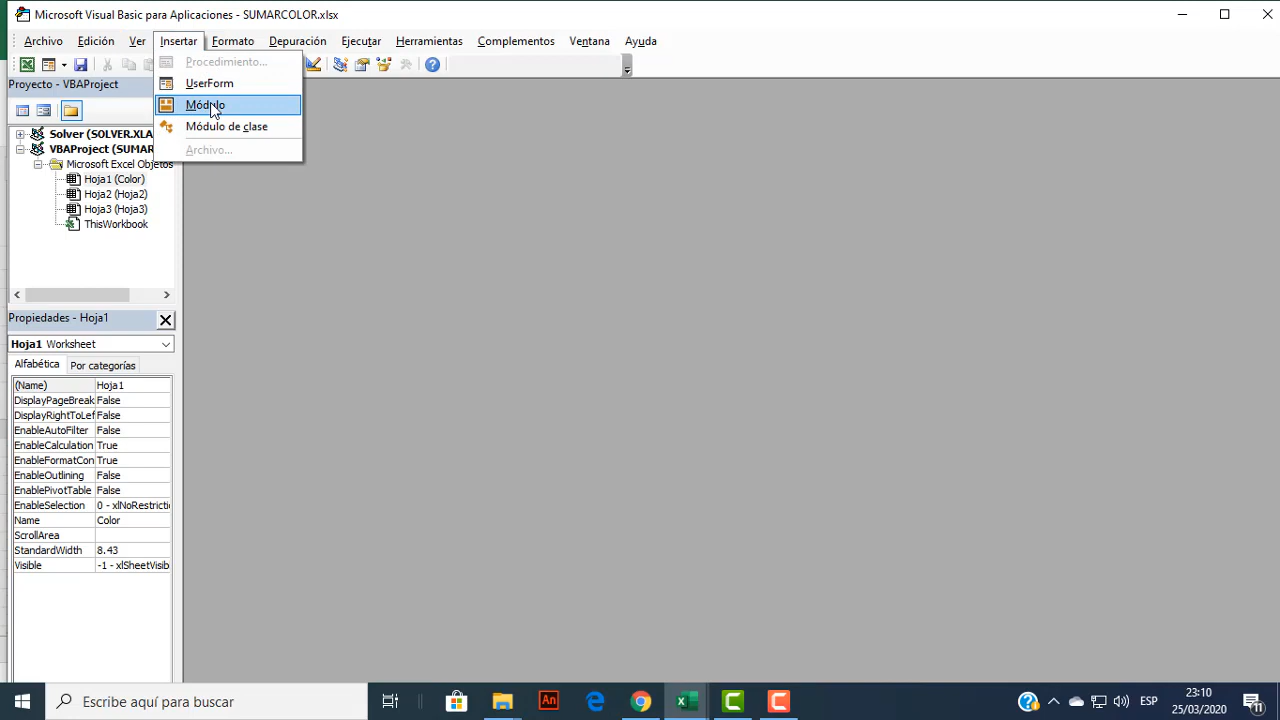 Microsoft Visual Basic para Aplicaciones - SUMARCOLOR.xlsx
Archivo Edición Ver Insertar Formato Depuración Ejecutar Herramientas Complementos Ventana Ayuda
Procedimiento...
UserForm
Módulo
Módulo de clase
Archivo...
Proyecto - VBAProject
Solver (SOLVER.XLA
VBAProject (SUMAR
Microsoft Excel Objetos
Hoja1 (Color)
Hoja2 (Hoja2)
Hoja3 (Hoja3)
ThisWorkbook
Propiedades - Hoja1
Hoja1 Worksheet
Alfabética Por categorías
(Name) Hoja1
DisplayPageBreak False
DisplayRightToLef False
EnableAutoFilter False
EnableCalculation True
EnableFormatCon True
EnableOutlining False
EnablePivotTable False
EnableSelection 0 - xlNoRestricti
Name Color
ScrollArea
StandardWidth 8.43
Visible -1 - xlSheetVisib
Escribe aquí para buscar
An
ESP
23:10
25/03/2020
11